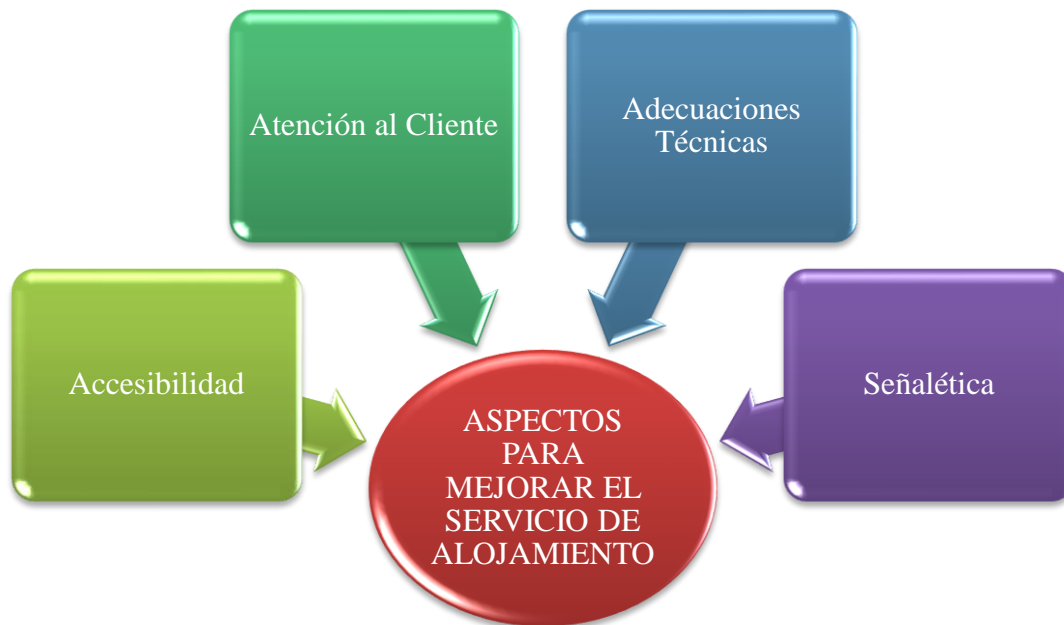 Atención al Cliente
Adecuaciones
Técnicas
Accesibilidad
Señalética
ASPECTOS
PARA
MEJORAR EL
SERVICIO DE
ALOJAMIENTO